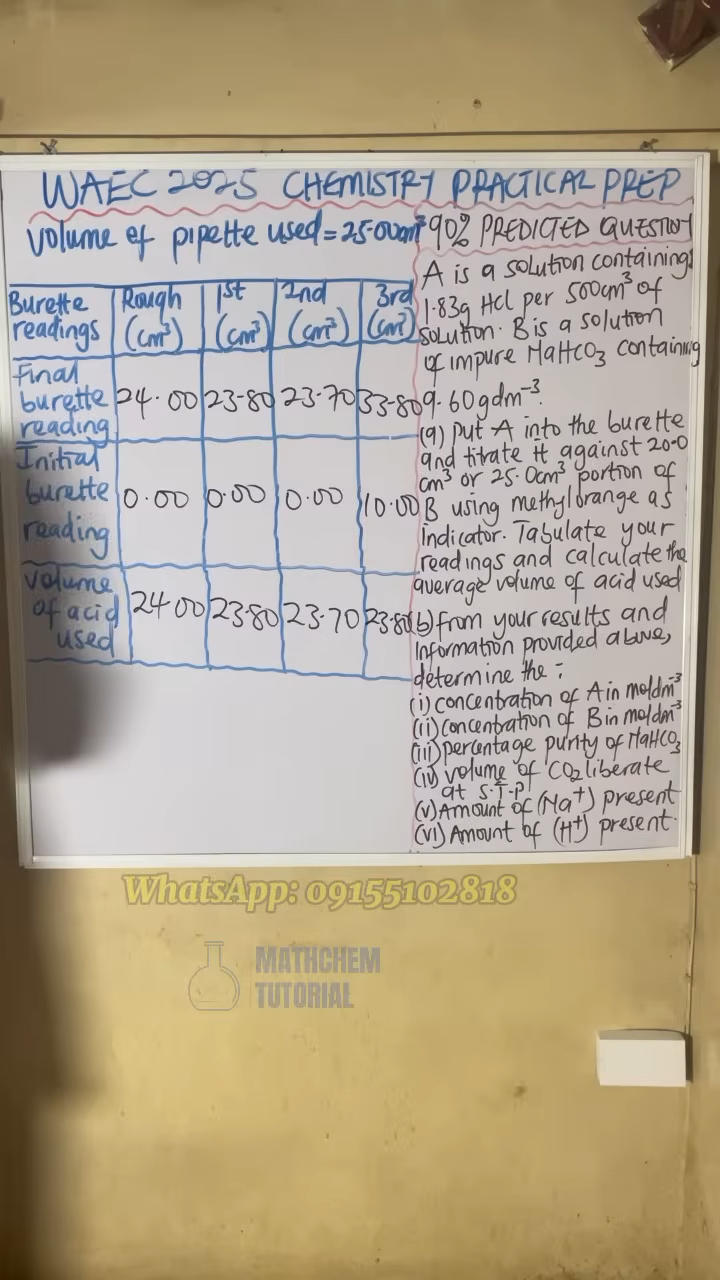 WAEC 2025 CHEMISTRY PRACTICAL PREP
Volume of pipette used = 25.00cm³
Burette readings | Rough (cm³) | 1st (cm³) | 2nd (cm³) | 3rd (cm³)
Final burette reading | 24.00 | 23.80 | 23.70 | 33.80
Initial burette reading | 0.00 | 0.00 | 0.00 | 10.00
Volume of acid used | 24.00 | 23.80 | 23.70 | 23.80
90% PREDICTED QUESTION
A is a solution containing
1.83g HCl per 500cm³ of
solution. B is a solution
of impure NaHCO₃ containing
9.60gdm⁻³.
(a) Put A into the burette
and titrate it against 20.0
cm³ or 25.0cm³ portion of
B using methyl orange as
indicator. Tabulate your
readings and calculate the
average volume of acid used
(b) From your results and
information provided above,
determine the:
(i) concentration of A in moldm⁻³
(ii) concentration of B in moldm⁻³
(iii) percentage purity of NaHCO₃
(iv) volume of CO₂ liberate
at S.T.P
(v) Amount of (Na⁺) present
(vi) Amount of (H⁺) present.
WhatsApp: 09155102818
MATHCHEM
TUTORIAL